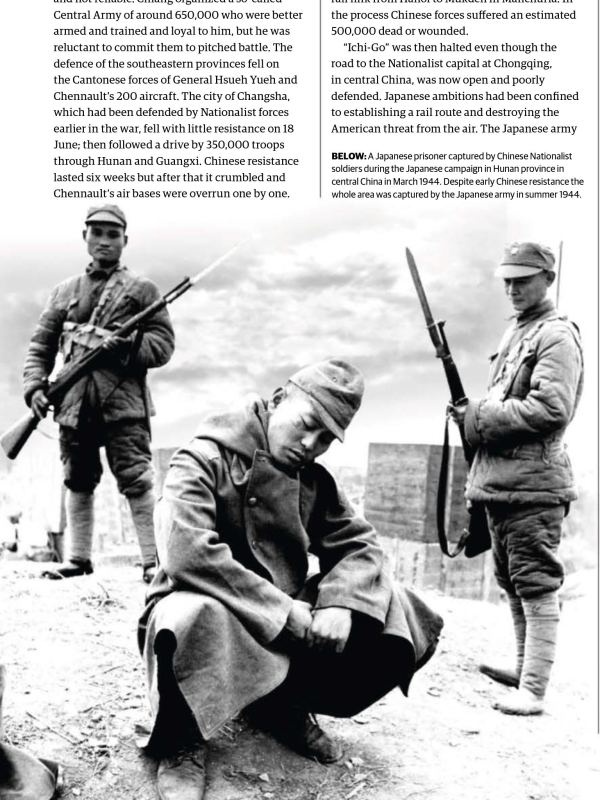 and not reliable. Chiang organized a so-called
Central Army of around 650,000 who were better
armed and trained and loyal to him, but he was
reluctant to commit them to pitched battle. The
defence of the southeastern provinces fell on
the Cantonese forces of General Hsueh Yueh and
Chennault's 200 aircraft. The city of Changsha,
which had been defended by Nationalist forces
earlier in the war, fell with little resistance on 18
June; then followed a drive by 350,000 troops
through Hunan and Guangxi. Chinese resistance
lasted six weeks but after that it crumbled and
Chennault's air bases were overrun one by one.
rail link from Hanoi to Mukden in Manchuria. In
the process Chinese forces suffered an estimated
500,000 dead or wounded.
"Ichi-Go" was then halted even though the
road to the Nationalist capital at Chongqing,
in central China, was now open and poorly
defended. Japanese ambitions had been confined
to establishing a rail route and destroying the
American threat from the air. The Japanese army
BELOW: A Japanese prisoner captured by Chinese Nationalist
soldiers during the Japanese campaign in Hunan province in
central China in March 1944. Despite early Chinese resistance the
whole area was captured by the Japanese army in summer 1944.